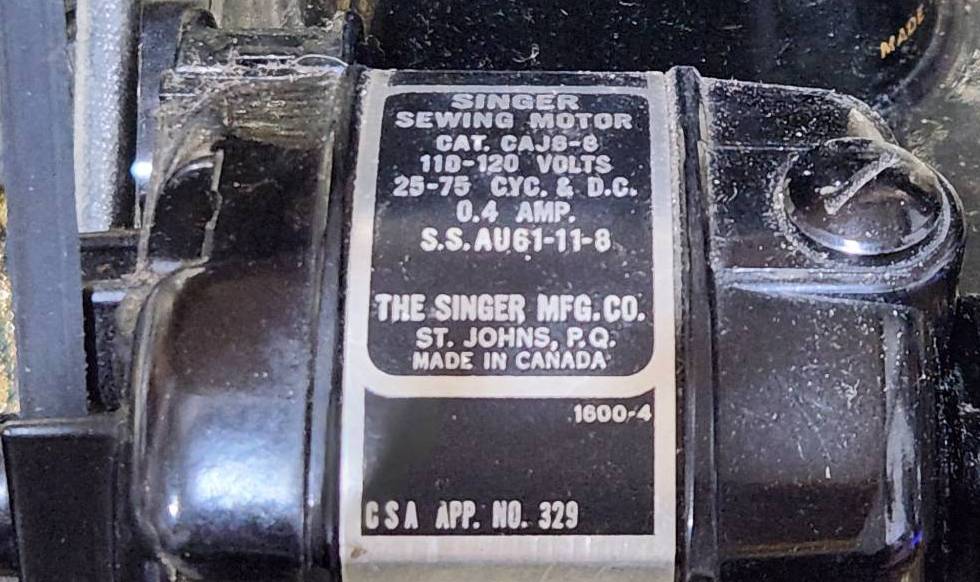 MADE
SINGER
SEWING MOTOR
CAT. CAJ8-8
110-120 VOLTS
25-75 CYC. & D.C.
0.4 AMP.
S.S. AU61-11-8
THE SINGER MFG. CO.
ST. JOHNS, P.Q.
MADE IN CANADA
1600-4
CSA APP. NO. 329